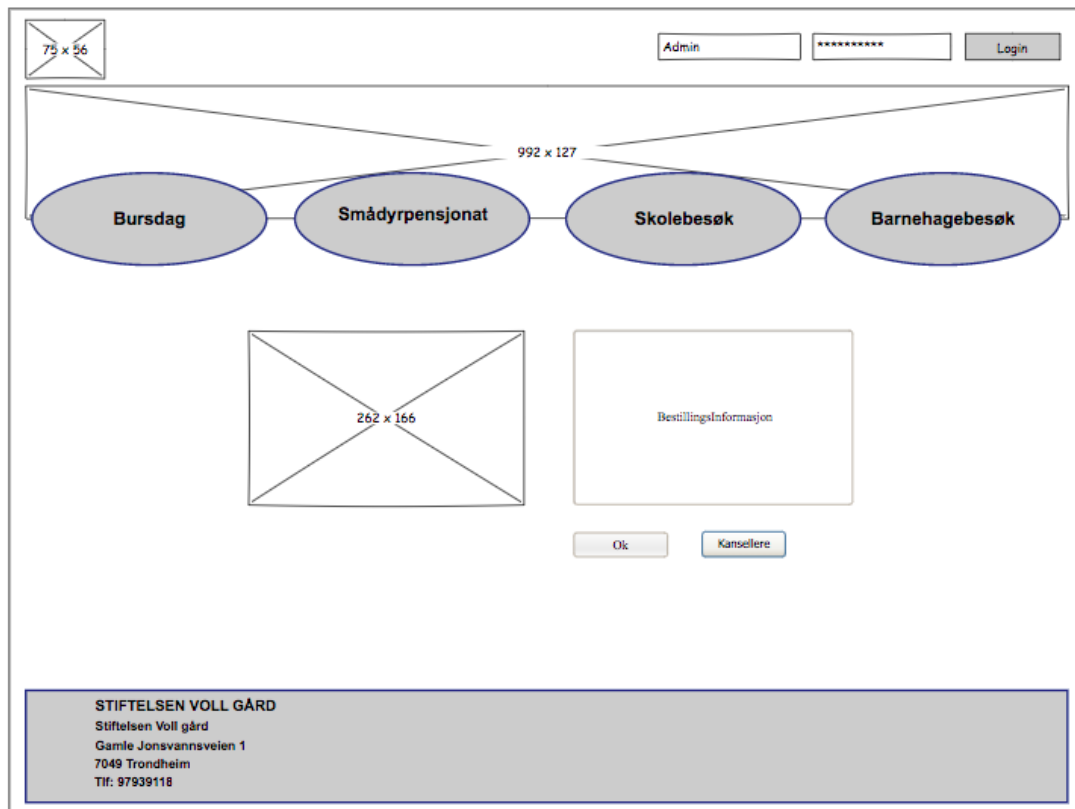 75 x 56
Admin
**********
Login
992 x 127
Bursdag
Smådyrpensjonat
Skolebesøk
Barnehagebesøk
262 x 166
BestillingsInformasjon
Ok
Kansellere
STIFTELSEN VOLL GÅRD
Stiftelsen Voll gård
Gamle Jonsvannsveien 1
7049 Trondheim
Tlf: 97939118